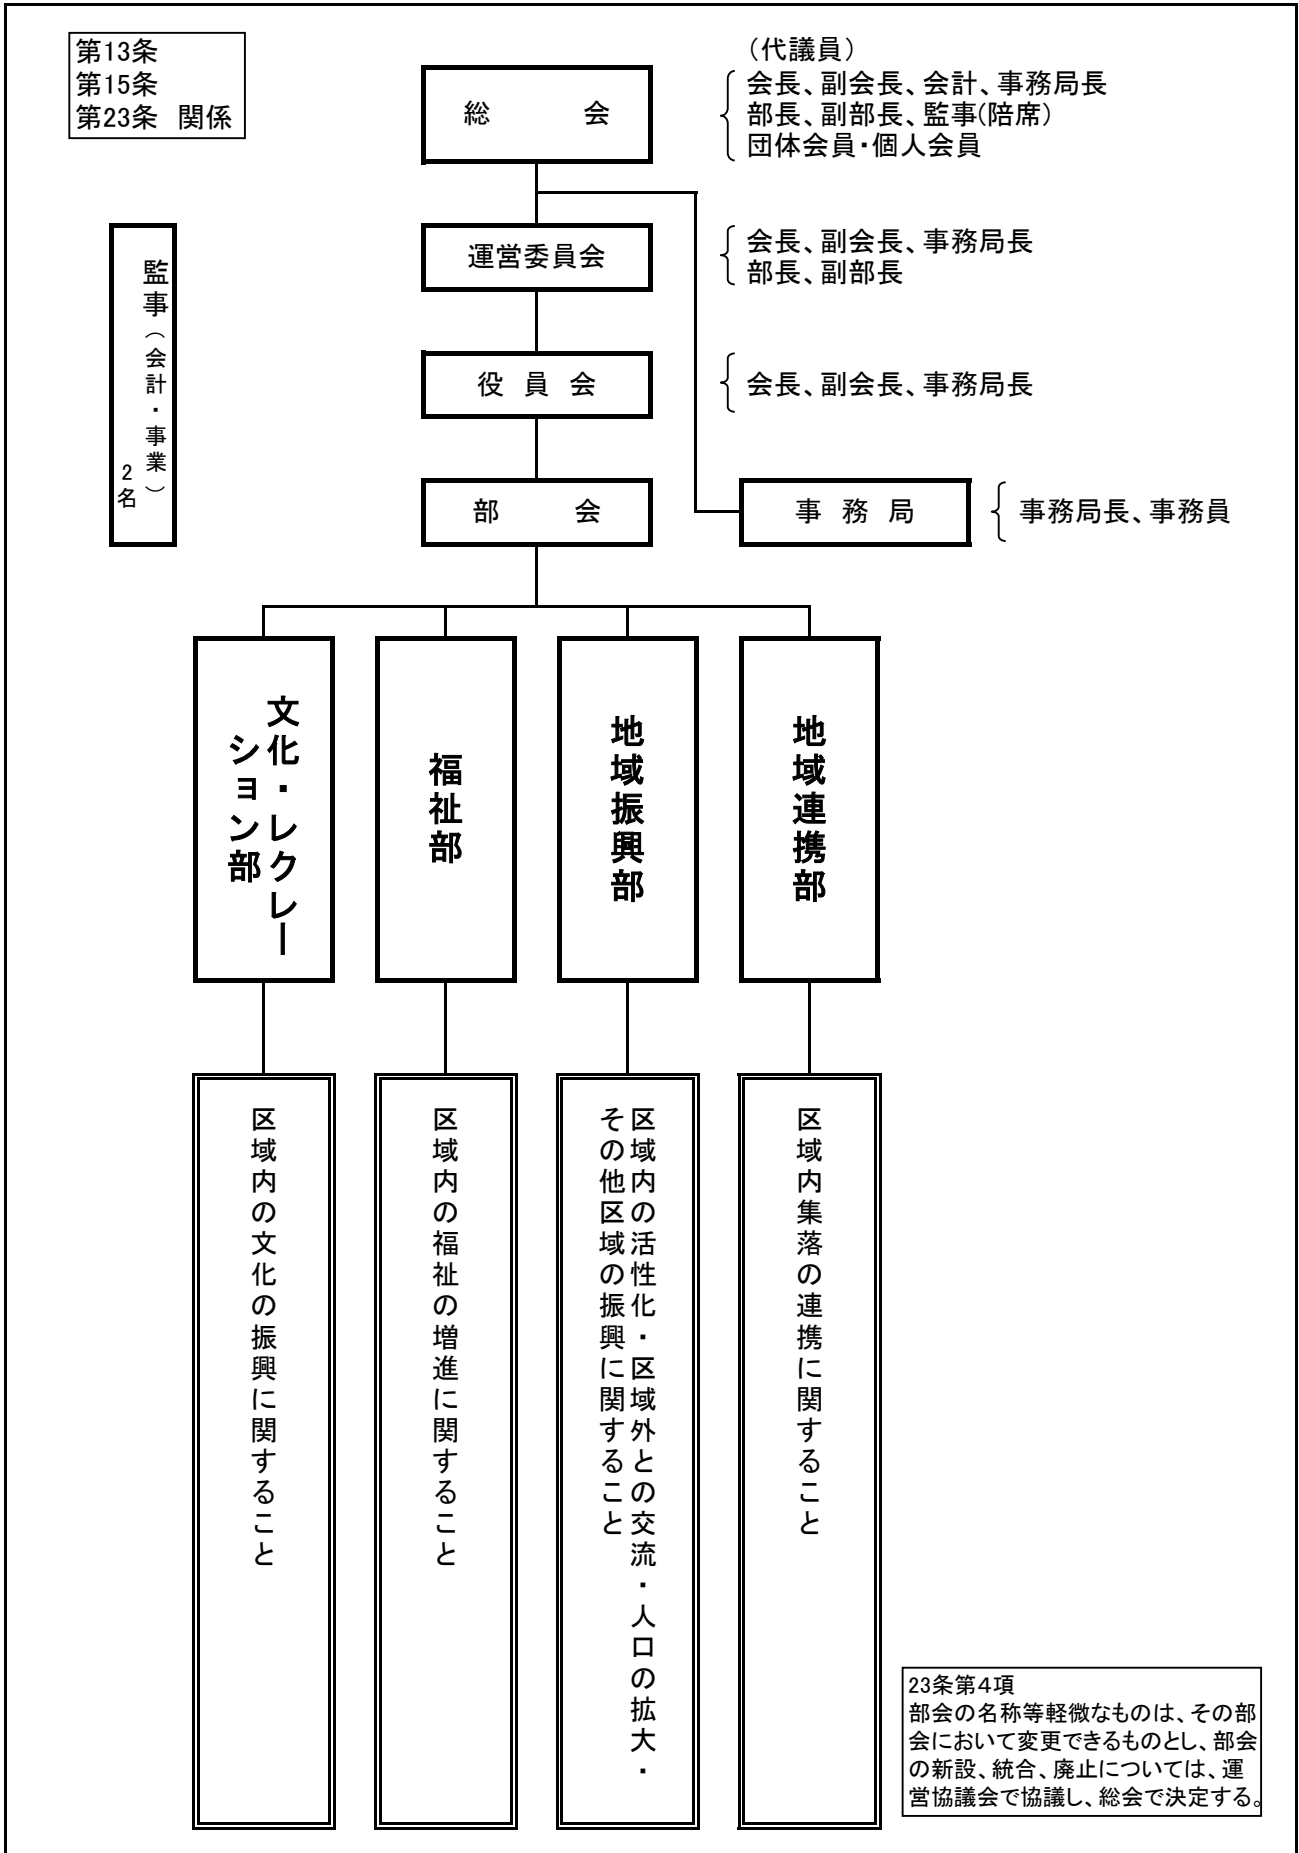 第13条
第15条
第23条 関係
総 会
(代議員)
会長、副会長、会計、事務局長
部長、副部長、監事(陪席)
団体会員・個人会員
監事(会計・事業)
2名
運営委員会
会長、副会長、事務局長
部長、副部長
役員会
会長、副会長、事務局長
部 会
事務局
事務局長、事務員
文化・レクレー
ション部
福祉部
地域振興部
地域連携部
区域内の文化の振興に関すること
区域内の福祉の増進に関すること
区域内の活性化・区域外との交流・人口の拡大・
その他区域の振興に関すること
区域内集落の連携に関すること
23条第4項
部会の名称等軽微なものは、その部
会において変更できるものとし、部会
の新設、統合、廃止については、運
営協議会で協議し、総会で決定する。